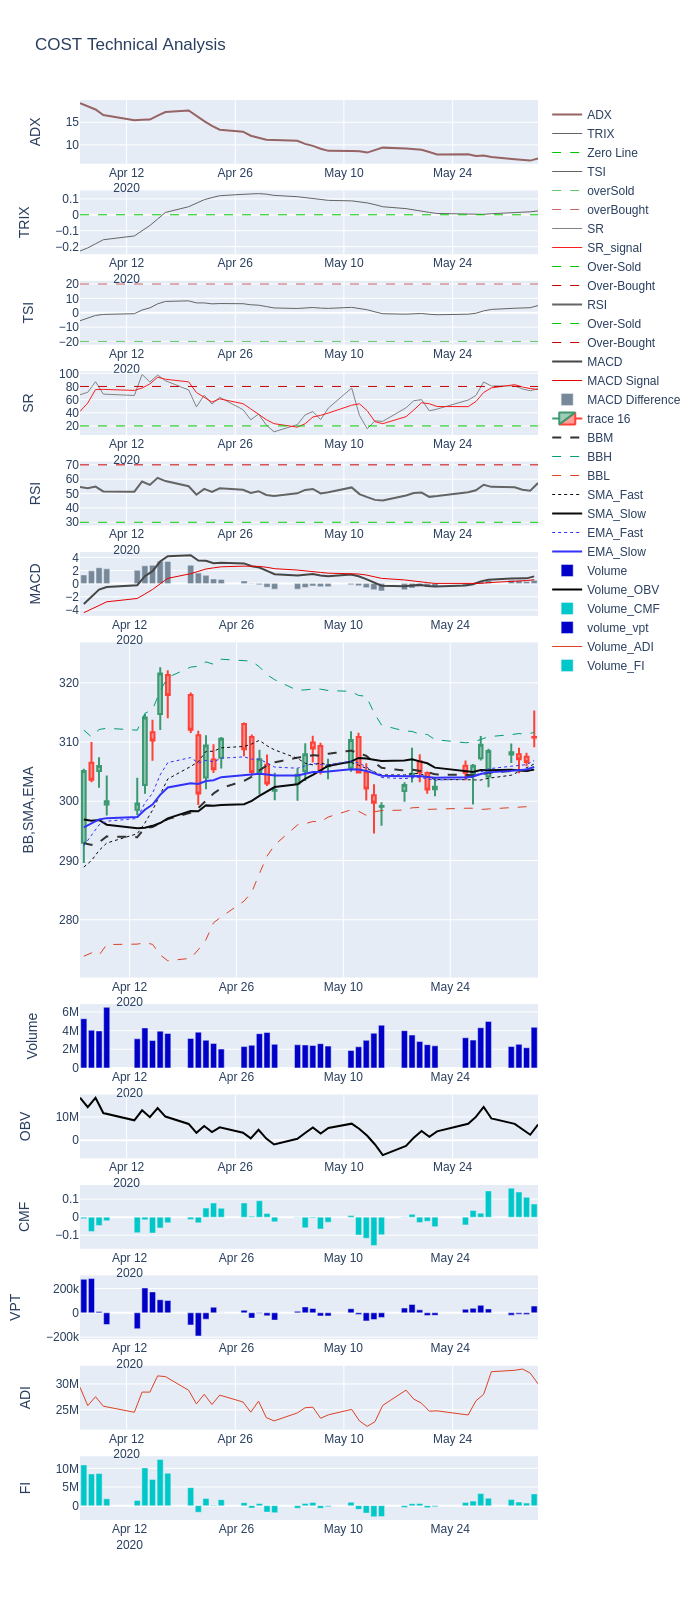 COST Technical Analysis
ADX
15
10
Apr 12
2020
Apr 26
May 10
May 24
TRIX
0.1
0
−0.1
−0.2
Apr 12
2020
Apr 26
May 10
May 24
TSI
20
10
0
−10
−20
Apr 12
2020
Apr 26
May 10
May 24
SR
100
80
60
40
20
Apr 12
2020
Apr 26
May 10
May 24
RSI
70
60
50
40
30
Apr 12
2020
Apr 26
May 10
May 24
MACD
4
2
0
−2
−4
Apr 12
2020
Apr 26
May 10
May 24
BB,SMA,EMA
320
310
300
290
280
Apr 12
2020
Apr 26
May 10
May 24
Volume
6M
4M
2M
0
Apr 12
2020
Apr 26
May 10
May 24
OBV
10M
0
Apr 12
2020
Apr 26
May 10
May 24
CMF
0.1
0
−0.1
Apr 12
2020
Apr 26
May 10
May 24
VPT
200k
0
−200k
Apr 12
2020
Apr 26
May 10
May 24
ADI
30M
25M
Apr 12
2020
Apr 26
May 10
May 24
FI
10M
5M
0
Apr 12
2020
Apr 26
May 10
May 24
ADX
TRIX
Zero Line
TSI
overSold
overBought
SR
SR_signal
Over-Sold
Over-Bought
RSI
Over-Sold
Over-Bought
MACD
MACD Signal
MACD Difference
trace 16
BBM
BBH
BBL
SMA_Fast
SMA_Slow
EMA_Fast
EMA_Slow
Volume
Volume_OBV
Volume_CMF
volume_vpt
Volume_ADI
Volume_FI